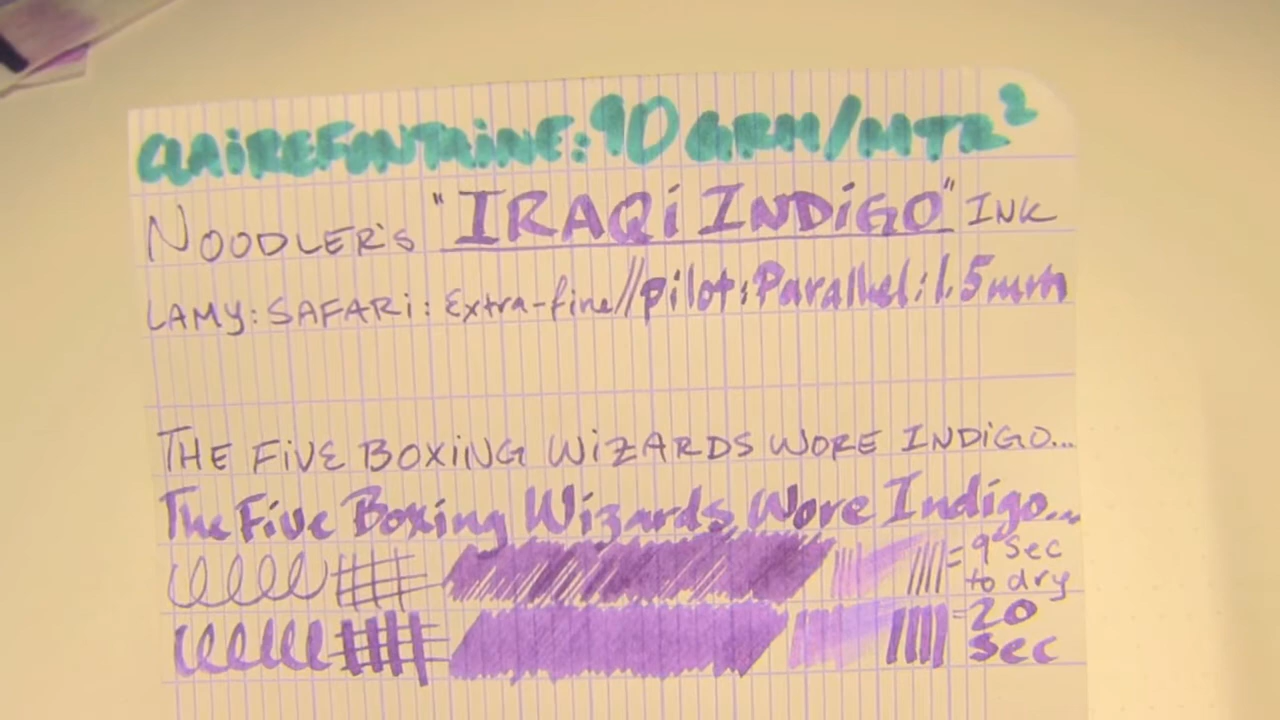 CLAIREFONTAINE: 90 GRM/MTR²
NOODLER'S "IRAQi INDiGO" INK
LAMY: SAFARi: Extra-fine//pilot: Parallel: 1.5mm
THE FiVE BOXiNG WiZARDS WORE INDiGO...
The Five Boxing Wizards Wore Indigo...
= 9 sec to dry
= 20 sec